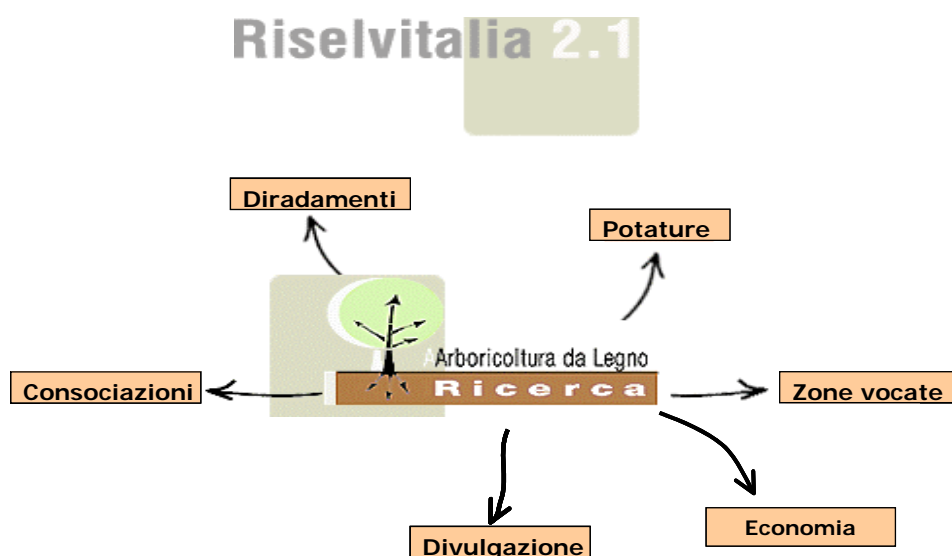 Riselvitalia 2.1
Diradamenti
Potature
Arboricoltura da Legno
Ricerca
Consociazioni
Zone vocate
Economia
Divulgazione